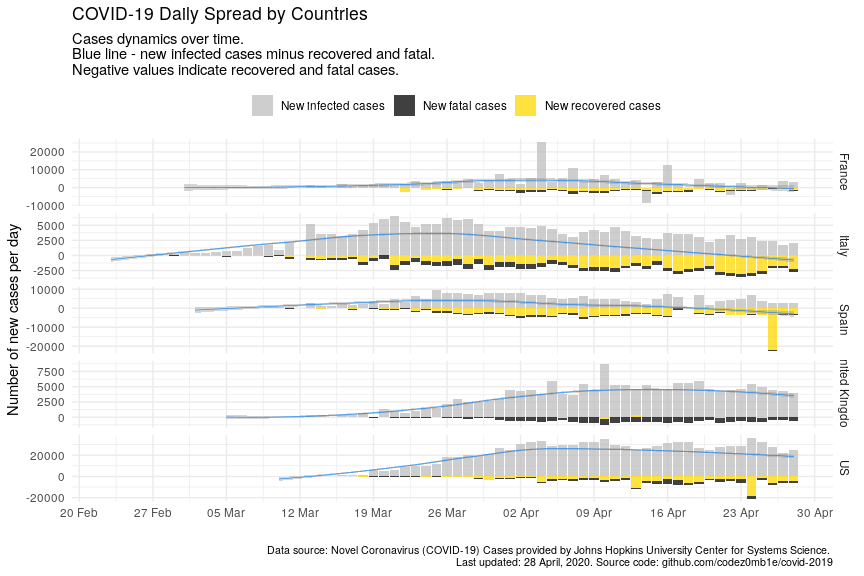 COVID-19 Daily Spread by Countries
Cases dynamics over time.
Blue line - new infected cases minus recovered and fatal.
Negative values indicate recovered and fatal cases.
New infected cases New fatal cases New recovered cases
Number of new cases per day
20000
10000
0
-10000
France
5000
2500
0
-2500
Italy
10000
0
-10000
-20000
Spain
7500
5000
2500
0
nited Kingdo
20000
0
-20000
US
20 Feb 27 Feb 05 Mar 12 Mar 19 Mar 26 Mar 02 Apr 09 Apr 16 Apr 23 Apr 30 Apr
Data source: Novel Coronavirus (COVID-19) Cases provided by Johns Hopkins University Center for Systems Science.
Last updated: 28 April, 2020. Source code: github.com/codez0mb1e/covid-2019